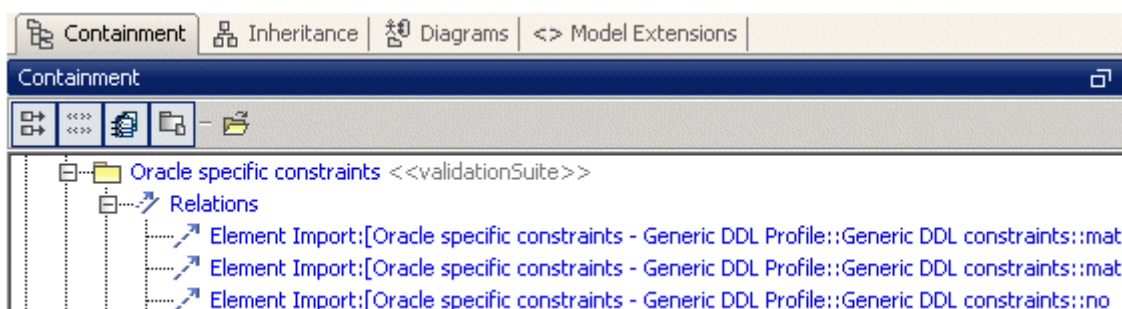 Containment Inheritance Diagrams <> Model Extensions
Containment
Oracle specific constraints <<validationSuite>>
Relations
Element Import:[Oracle specific constraints - Generic DDL Profile::Generic DDL constraints::mat
Element Import:[Oracle specific constraints - Generic DDL Profile::Generic DDL constraints::mat
Element Import:[Oracle specific constraints - Generic DDL Profile::Generic DDL constraints::no